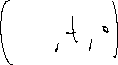 ( , t, 0)